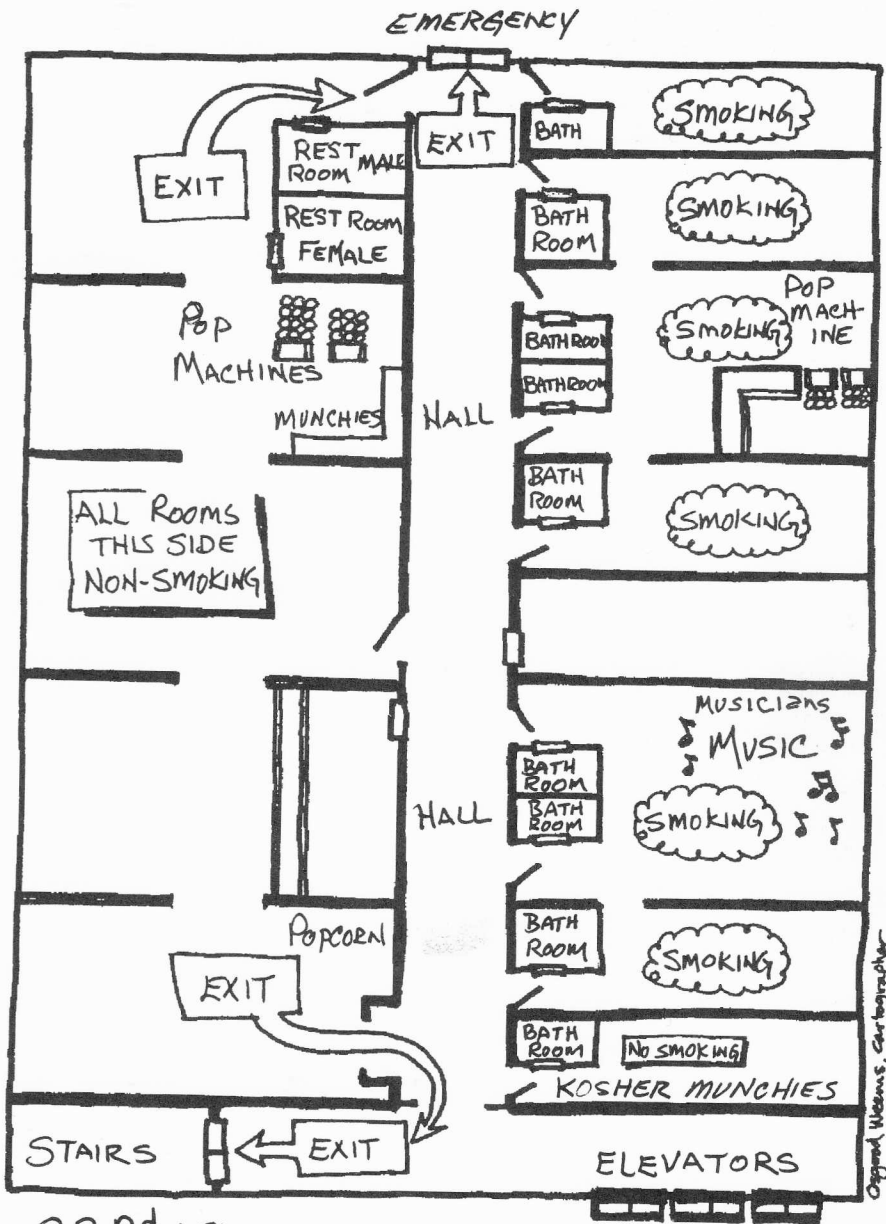 EMERGENCY
SMOKING
EXIT
REST
ROOM MALE
EXIT
BATH
REST ROOM
FEMALE
BATH
ROOM
SMOKING
POP
MACHINES
MUNCHIES
HALL
BATHROOM
BATHROOM
SMOKING
POP
MACH-
INE
ALL ROOMS
THIS SIDE
NON-SMOKING
BATH
ROOM
SMOKING
MUSICIANS
MUSIC
BATH
ROOM
BATH
ROOM
HALL
SMOKING
POPCORN
BATH
ROOM
SMOKING
EXIT
BATH
ROOM
NO SMOKING
KOSHER MUNCHIES
STAIRS
EXIT
ELEVATORS
Osgood Weems, cartographer